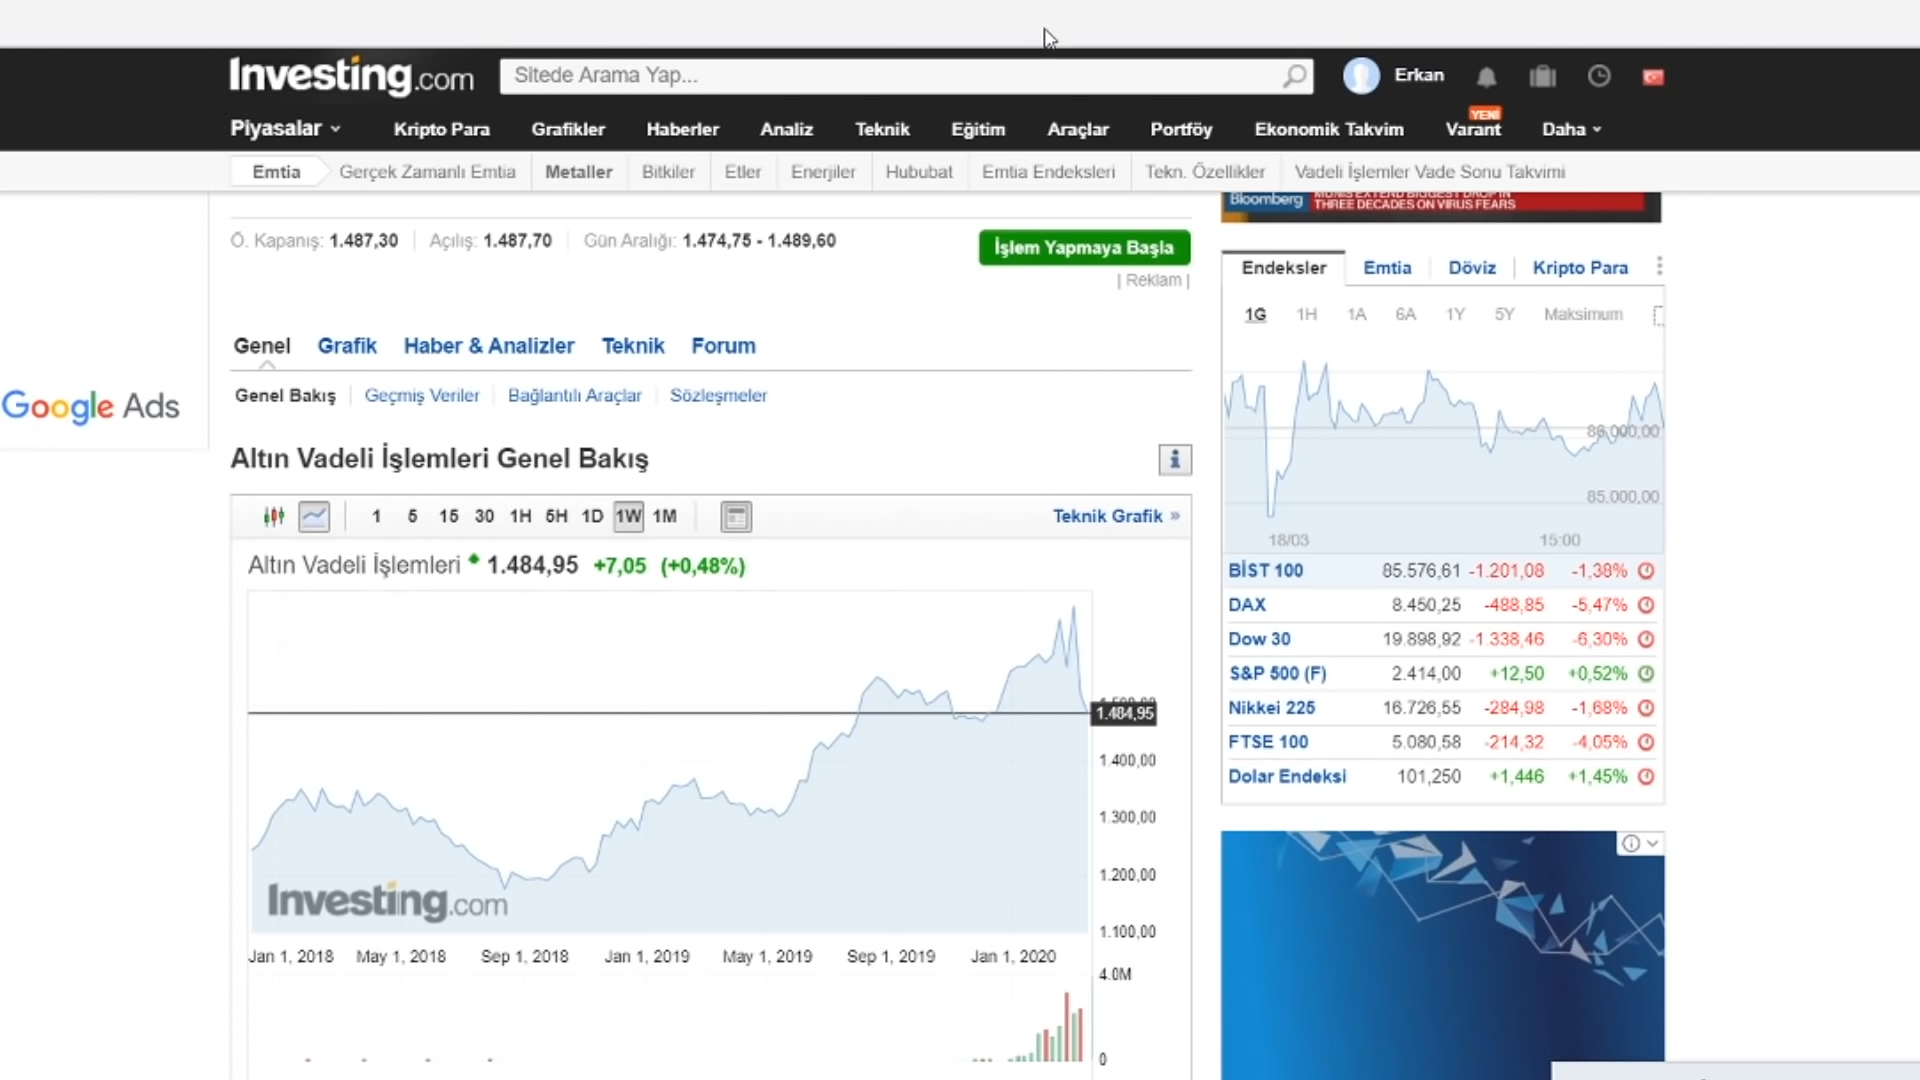 Investing.com
Sitede Arama Yap...
Erkan
Piyasalar
Kripto Para
Grafikler
Haberler
Analiz
Teknik
Eğitim
Araçlar
Portföy
Ekonomik Takvim
YENİ
Varant
Daha
Emtia
Gerçek Zamanlı Emtia
Metaller
Bitkiler
Etler
Enerjiler
Hububat
Emtia Endeksleri
Tekn. Özellikler
Vadeli İşlemler Vade Sonu Takvimi
Bloomberg
THREE DECADES ON VIRUS FEARS
Ö. Kapanış: 1.487,30
Açılış: 1.487,70
Gün Aralığı: 1.474,75 - 1.489,60
İşlem Yapmaya Başla
| Reklam |
Genel Grafik Haber & Analizler Teknik Forum
Genel Bakış Geçmiş Veriler Bağlantılı Araçlar Sözleşmeler
Google Ads
Altın Vadeli İşlemleri Genel Bakış
1 5 15 30 1H 5H 1D 1W 1M
Teknik Grafik »
Altın Vadeli İşlemleri 1.484,95 +7,05 (+0,48%)
1.484,95
1.400,00
1.300,00
1.200,00
1.100,00
Investing.com
Jan 1, 2018 May 1, 2018 Sep 1, 2018 Jan 1, 2019 May 1, 2019 Sep 1, 2019 Jan 1, 2020
4.0M
0
Endeksler Emtia Döviz Kripto Para
1G 1H 1A 6A 1Y 5Y Maksimum
86.000,00
85.000,00
18/03 15:00
BİST 100 85.576,61 -1.201,08 -1,38%
DAX 8.450,25 -488,85 -5,47%
Dow 30 19.898,92 -1.338,46 -6,30%
S&P 500 (F) 2.414,00 +12,50 +0,52%
Nikkei 225 16.726,55 -284,98 -1,68%
FTSE 100 5.080,58 -214,32 -4,05%
Dolar Endeksi 101,250 +1,446 +1,45%